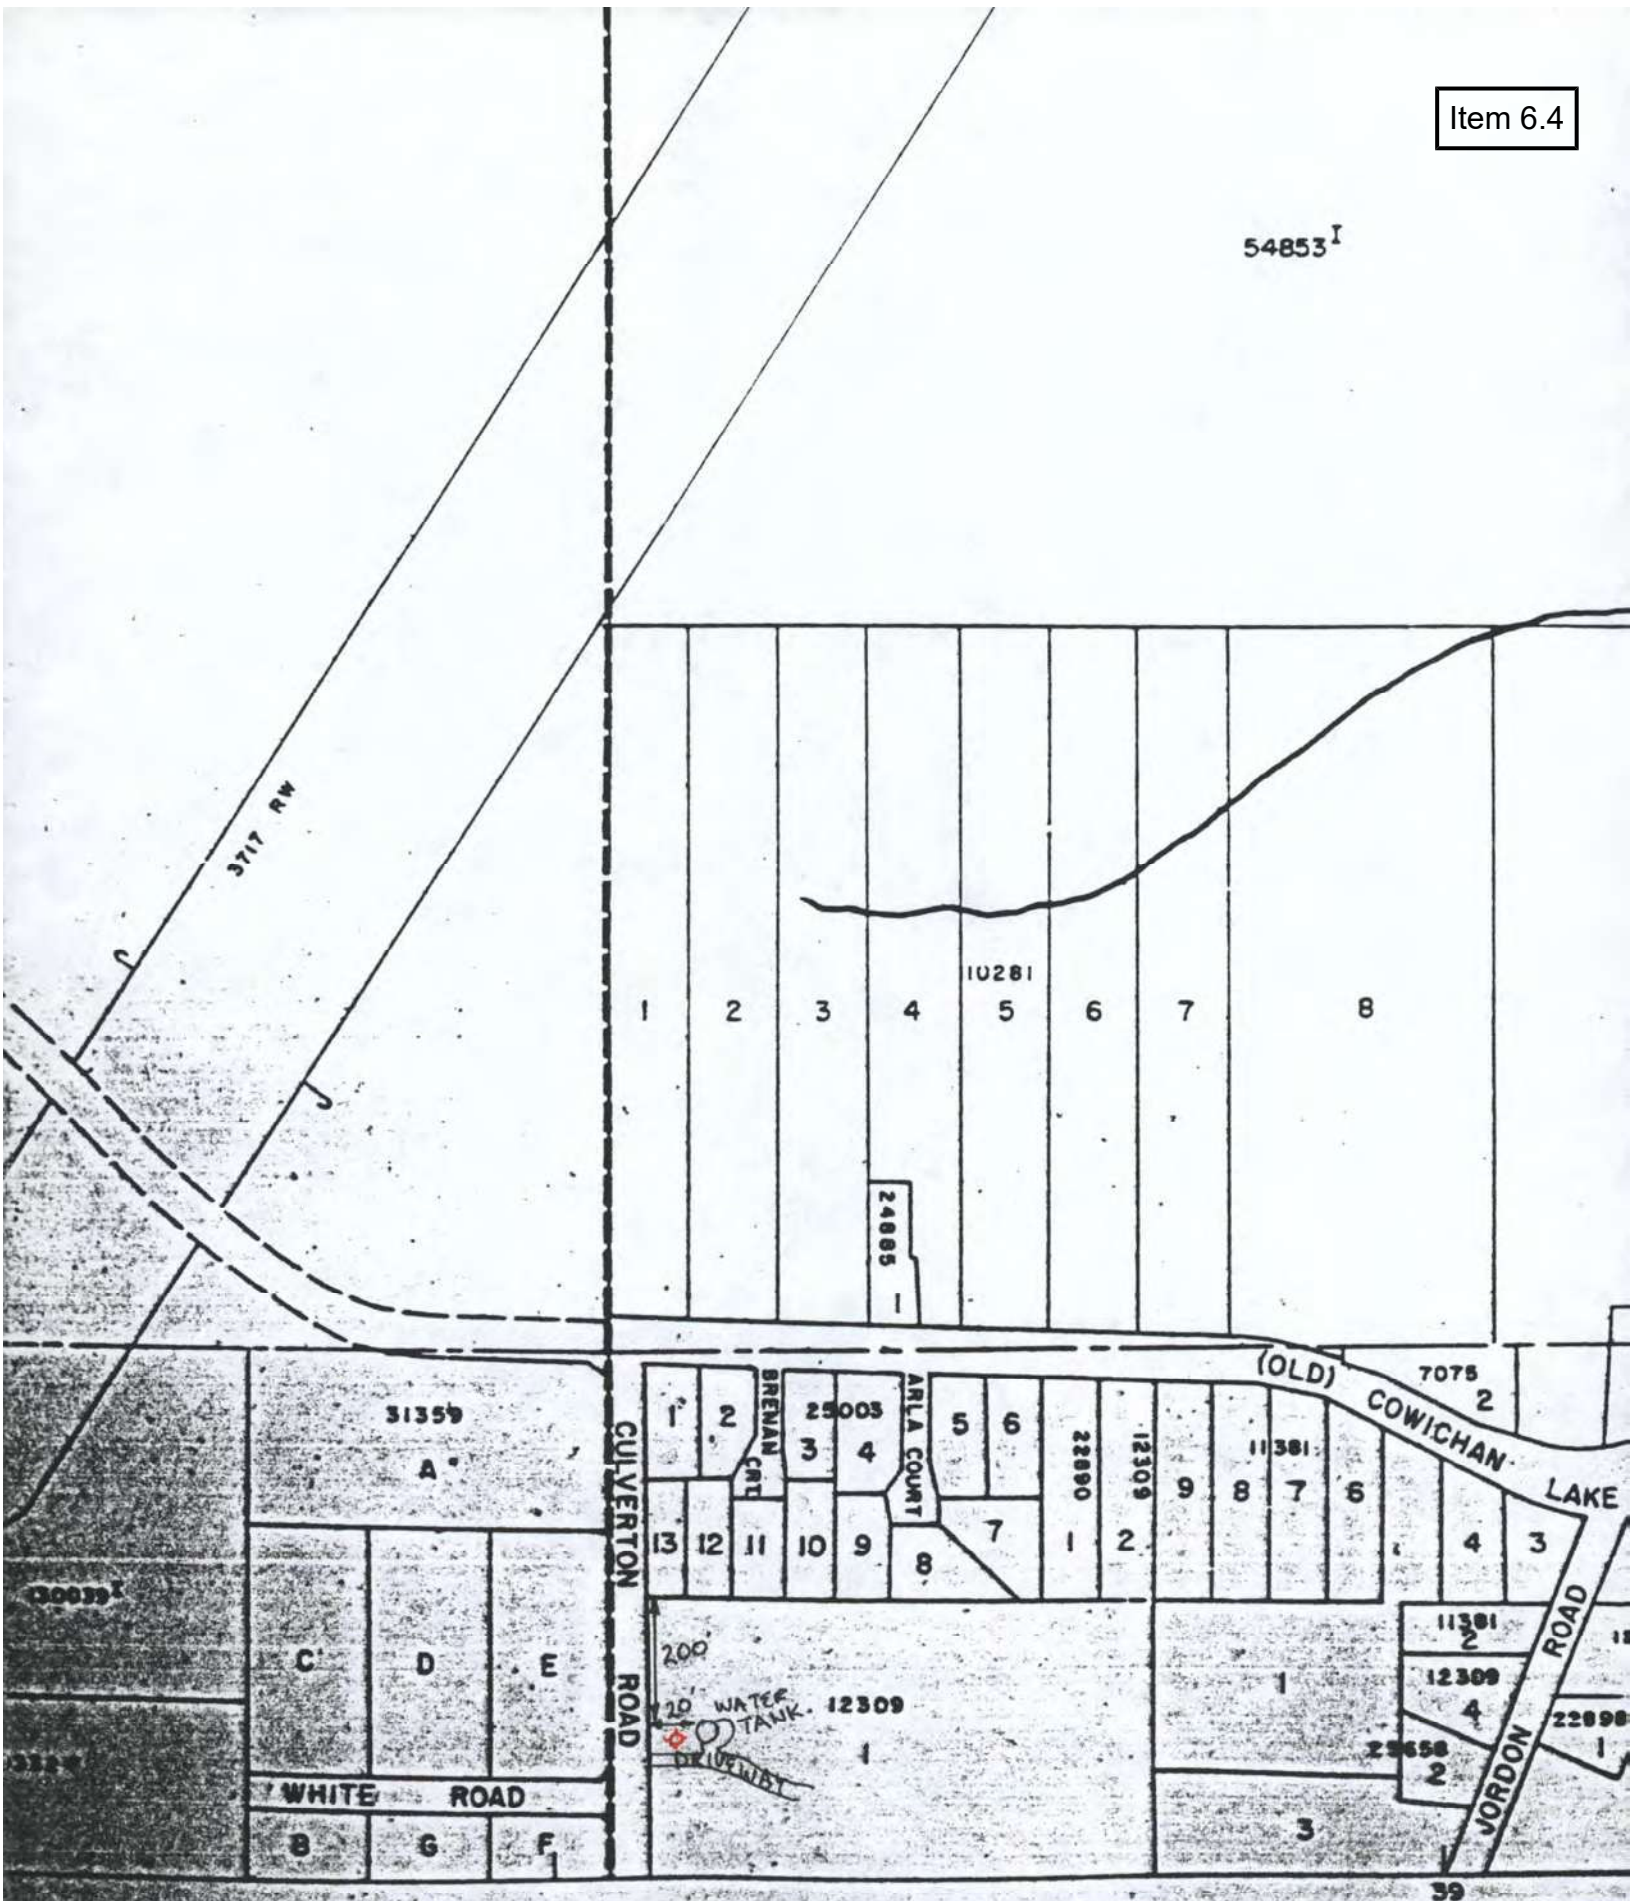 Item 6.4
54853 I
3717 RW
10281
1 2 3 4 5 6 7 8
24885
1
(OLD) COWICHAN LAKE
7075
2
31359
A
CULVERTON ROAD
1 2
BRENAN CRT
25003
3 4
ARLA COURT
5 6
22890
12309
11381
9 8 7 6
13 12 11 10 9 8 7
1 2
4 3
130039 I
C D E
200'
20'
WATER
TANK.
DRIVEWAY
12309
1
1
11381
2
12309
4
22898
1
25658
2
JORDON ROAD
WHITE ROAD
B G F
3
39